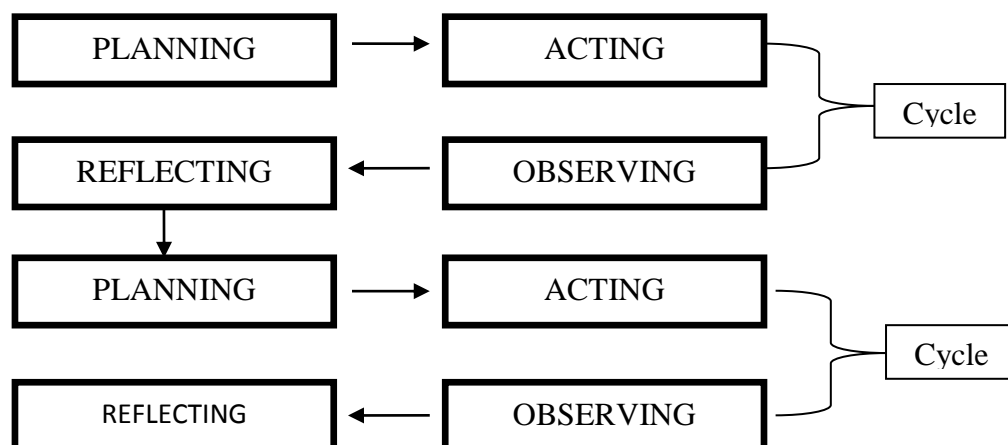 PLANNING
ACTING
Cycle
REFLECTING
OBSERVING
PLANNING
ACTING
Cycle
REFLECTING
OBSERVING